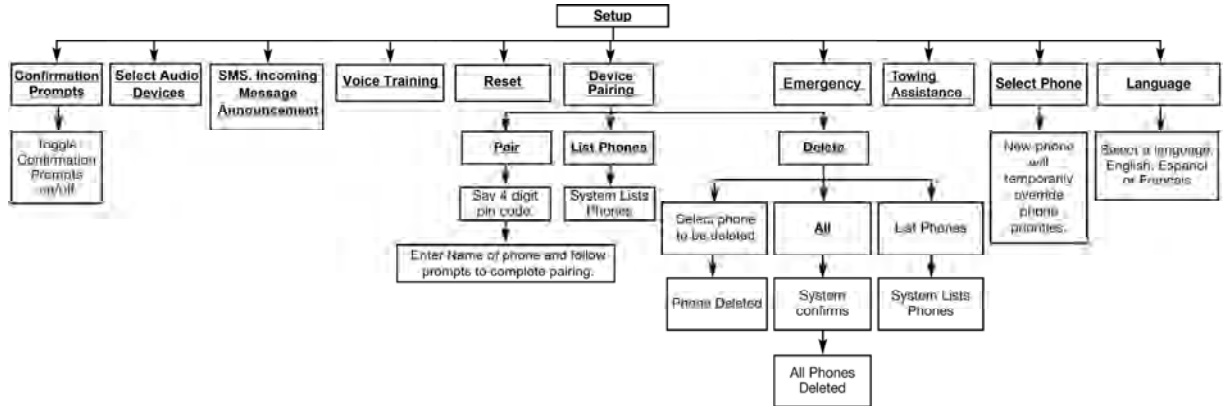 Setup
Confirmation
Prompts
Select Audio
Devices
SMS. Incoming
Message
Announcement
Voice Training
Reset
Device
Pairing
Emergency
Towing
Assistance
Select Phone
Language
Toggle
Confirmation
Prompts
on/off
Pair
List Phones
Delete
New phone
will
temporarily
override
phone
priorities.
Select a language,
English, Espanol
or Francais
Say 4 digit
pin code.
System Lists
Phones
Enter Name of phone and follow
prompts to complete pairing.
Select phone
to be deleted
All
List Phones
Phone Deleted
System
confirms
System Lists
Phones
All Phones
Deleted